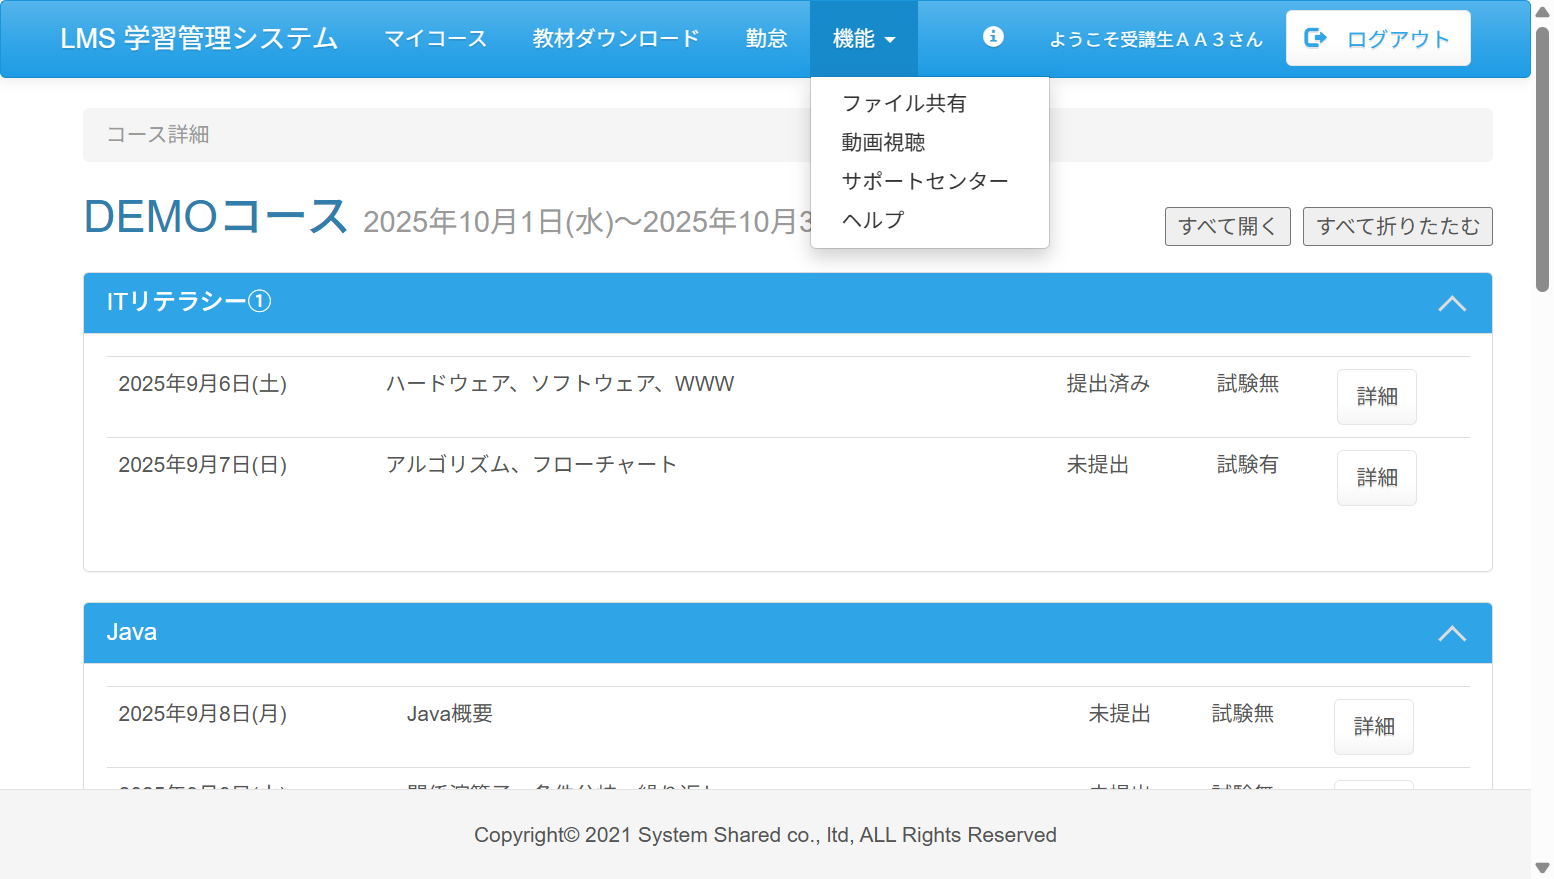 LMS 学習管理システム マイコース 教材ダウンロード 勤怠 機能 ようこそ受講生ＡＡ３さん ログアウト
ファイル共有
動画視聴
サポートセンター
ヘルプ
コース詳細
DEMOコース 2025年10月1日(水)～2025年10月3
すべて開く すべて折りたたむ
ITリテラシー①
2025年9月6日(土) ハードウェア、ソフトウェア、WWW 提出済み 試験無 詳細
2025年9月7日(日) アルゴリズム、フローチャート 未提出 試験有 詳細
Java
2025年9月8日(月) Java概要 未提出 試験無 詳細
Copyright© 2021 System Shared co., ltd, ALL Rights Reserved